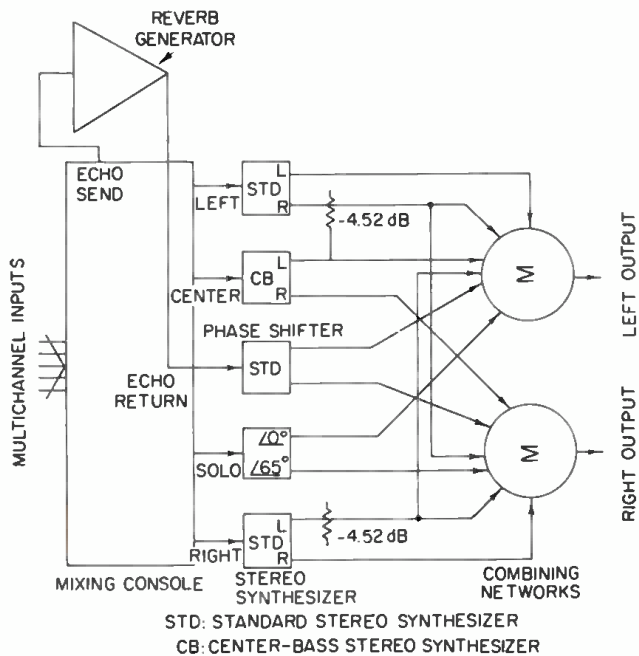 REVERB
GENERATOR
ECHO
SEND
LEFT
STD
L
R
-4.52 dB
CENTER
CB
L
R
M
LEFT OUTPUT
MULTICHANNEL INPUTS
PHASE SHIFTER
STD
ECHO
RETURN
SOLO
∠0°
∠65°
M
RIGHT OUTPUT
RIGHT
STD
L
R
-4.52 dB
MIXING CONSOLE
STEREO
SYNTHESIZER
COMBINING
NETWORKS
STD: STANDARD STEREO SYNTHESIZER
CB: CENTER-BASS STEREO SYNTHESIZER